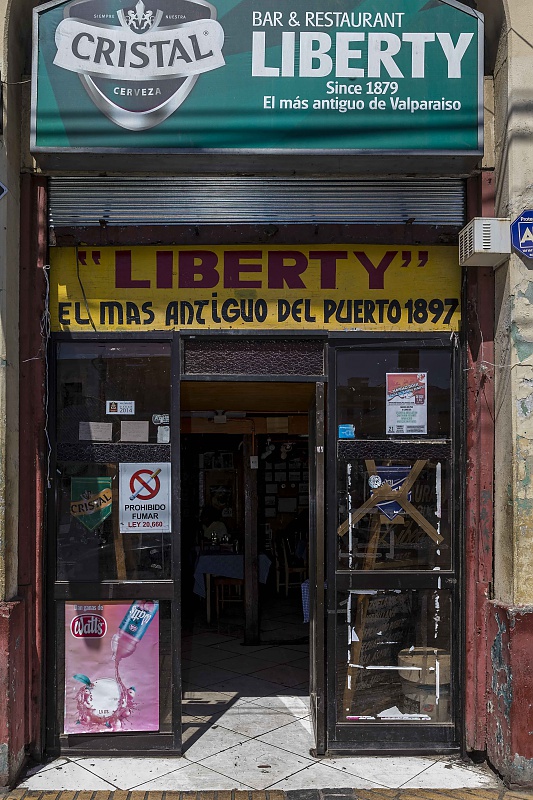 SIEMPRE NUESTRA
CRISTAL
CERVEZA
BAR & RESTAURANT
LIBERTY
Since 1879
El más antiguo de Valparaiso
"LIBERTY"
EL MAS ANTIGUO DEL PUERTO 1897
2014
CRISTAL
PROHIBIDO
FUMAR
LEY 20,660
Watt's